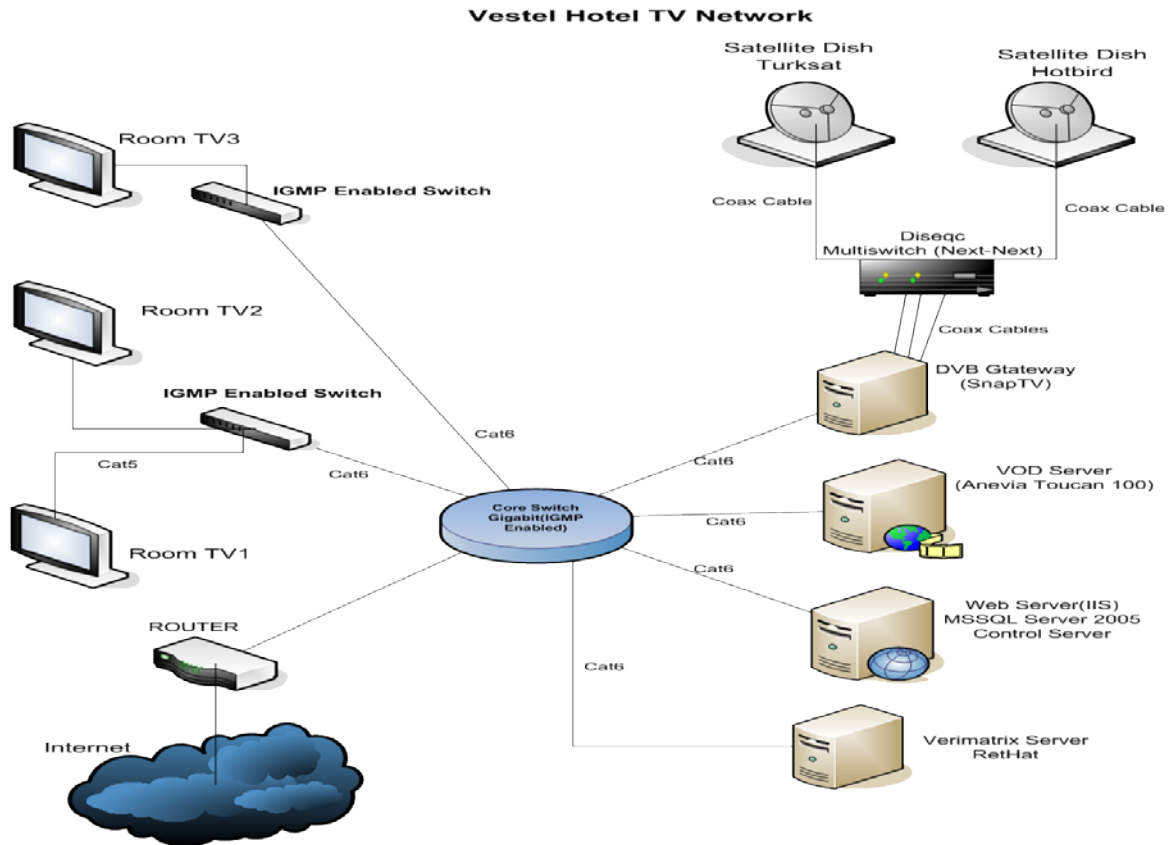 Vestel Hotel TV Network
Satellite Dish
Turksat
Satellite Dish
Hotbird
Room TV3
IGMP Enabled Switch
Coax Cable
Coax Cable
Diseqc
Multiswitch (Next-Next)
Room TV2
Coax Cables
DVB Gtateway
(SnapTV)
IGMP Enabled Switch
Cat6
Cat5
Cat6
Cat6
VOD Server
(Anevia Toucan 100)
Core Switch
Gigabit(IGMP
Enabled)
Cat6
Room TV1
Cat6
Web Server(IIS)
MSSQL Server 2005
Control Server
ROUTER
Cat6
Internet
Verimatrix Server
RetHat